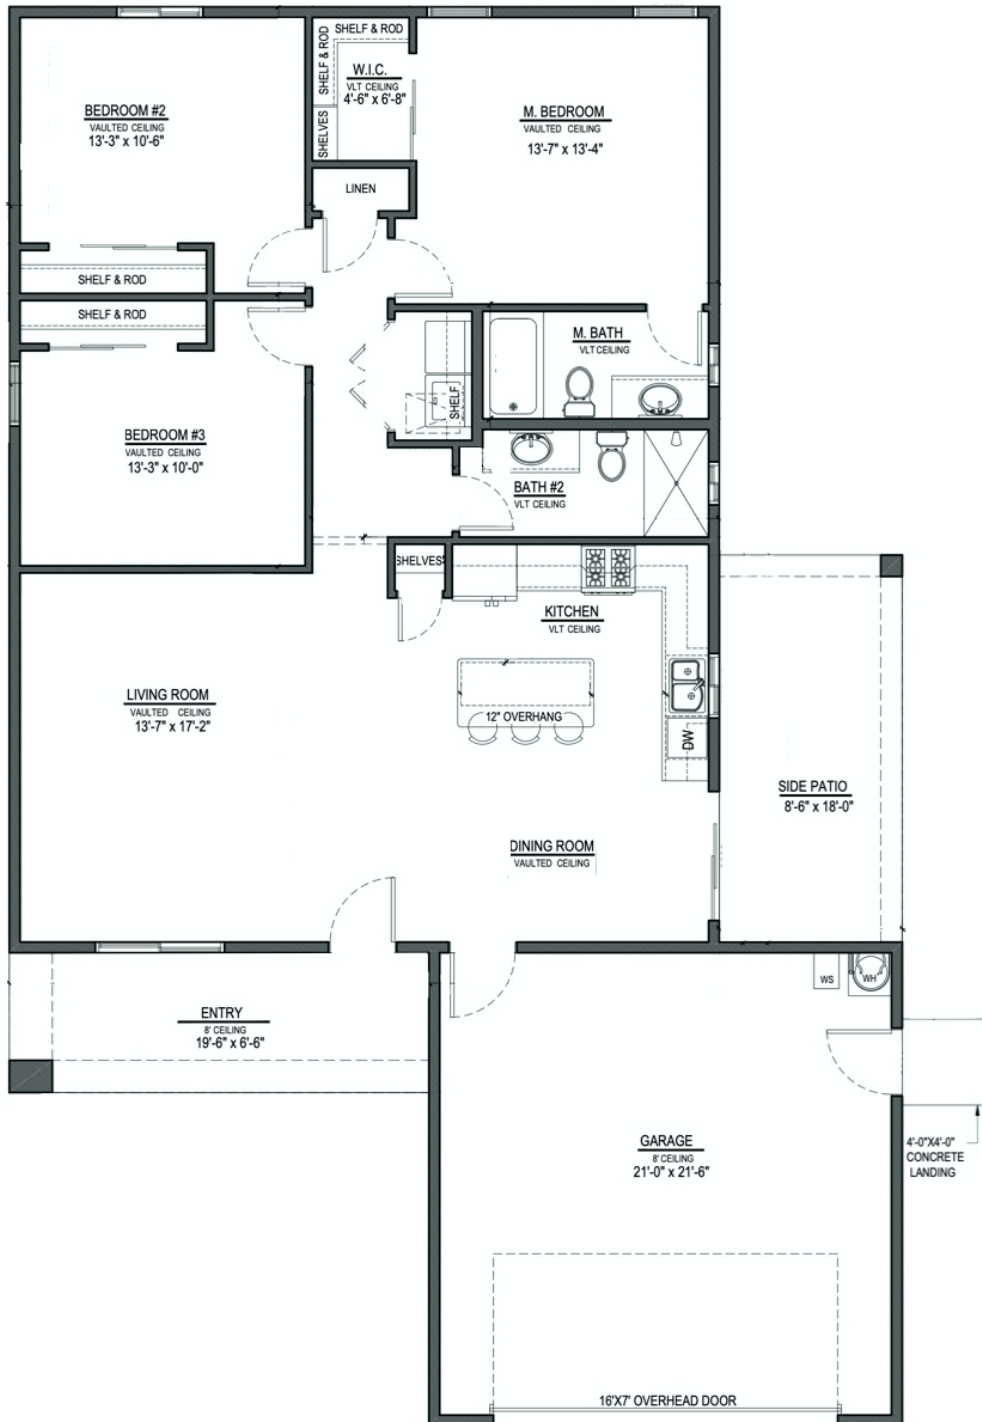 SHELF & ROD
SHELF & ROD
W.I.C.
VLT CEILING
4'-6" x 6'-8"
SHELVES
BEDROOM #2
VAULTED CEILING
13'-3" x 10'-6"
M. BEDROOM
VAULTED CEILING
13'-7" x 13'-4"
LINEN
SHELF & ROD
SHELF & ROD
M. BATH
VLT CEILING
SHELF
BEDROOM #3
VAULTED CEILING
13'-3" x 10'-0"
BATH #2
VLT CEILING
SHELVES
KITCHEN
VLT CEILING
LIVING ROOM
VAULTED CEILING
13'-7" x 17'-2"
12" OVERHANG
DW
SIDE PATIO
8'-6" x 18'-0"
DINING ROOM
VAULTED CEILING
WS
WH
ENTRY
8' CEILING
19'-6" x 6'-6"
GARAGE
8' CEILING
21'-0" x 21'-6"
4'-0"X4'-0"
CONCRETE
LANDING
16'X7' OVERHEAD DOOR